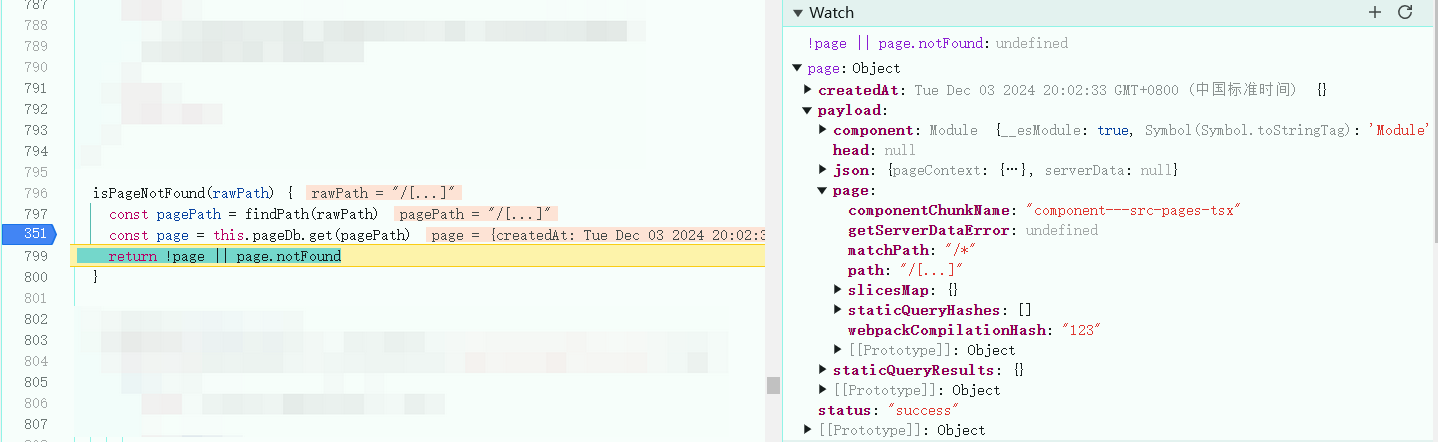 787
788
789
790
791
792
793
794
795
796 isPageNotFound(rawPath) { rawPath = "/[...]"
797 const pagePath = findPath(rawPath) pagePath = "/[...]"
351 const page = this.pageDb.get(pagePath) page = {createdAt: Tue Dec 03 2024 20:02:3
799 return !page || page.notFound
800 }
801
802
803
804
805
806
807
Watch
!page || page.notFound: undefined
page: Object
createdAt: Tue Dec 03 2024 20:02:33 GMT+0800 (中国标准时间) {}
payload:
component: Module {__esModule: true, Symbol(Symbol.toStringTag): 'Module'
head: null
json: {pageContext: {…}, serverData: null}
page:
componentChunkName: "component---src-pages-tsx"
getServerDataError: undefined
matchPath: "/*"
path: "/[...]"
slicesMap: {}
staticQueryHashes: []
webpackCompilationHash: "123"
[[Prototype]]: Object
staticQueryResults: {}
[[Prototype]]: Object
status: "success"
[[Prototype]]: Object